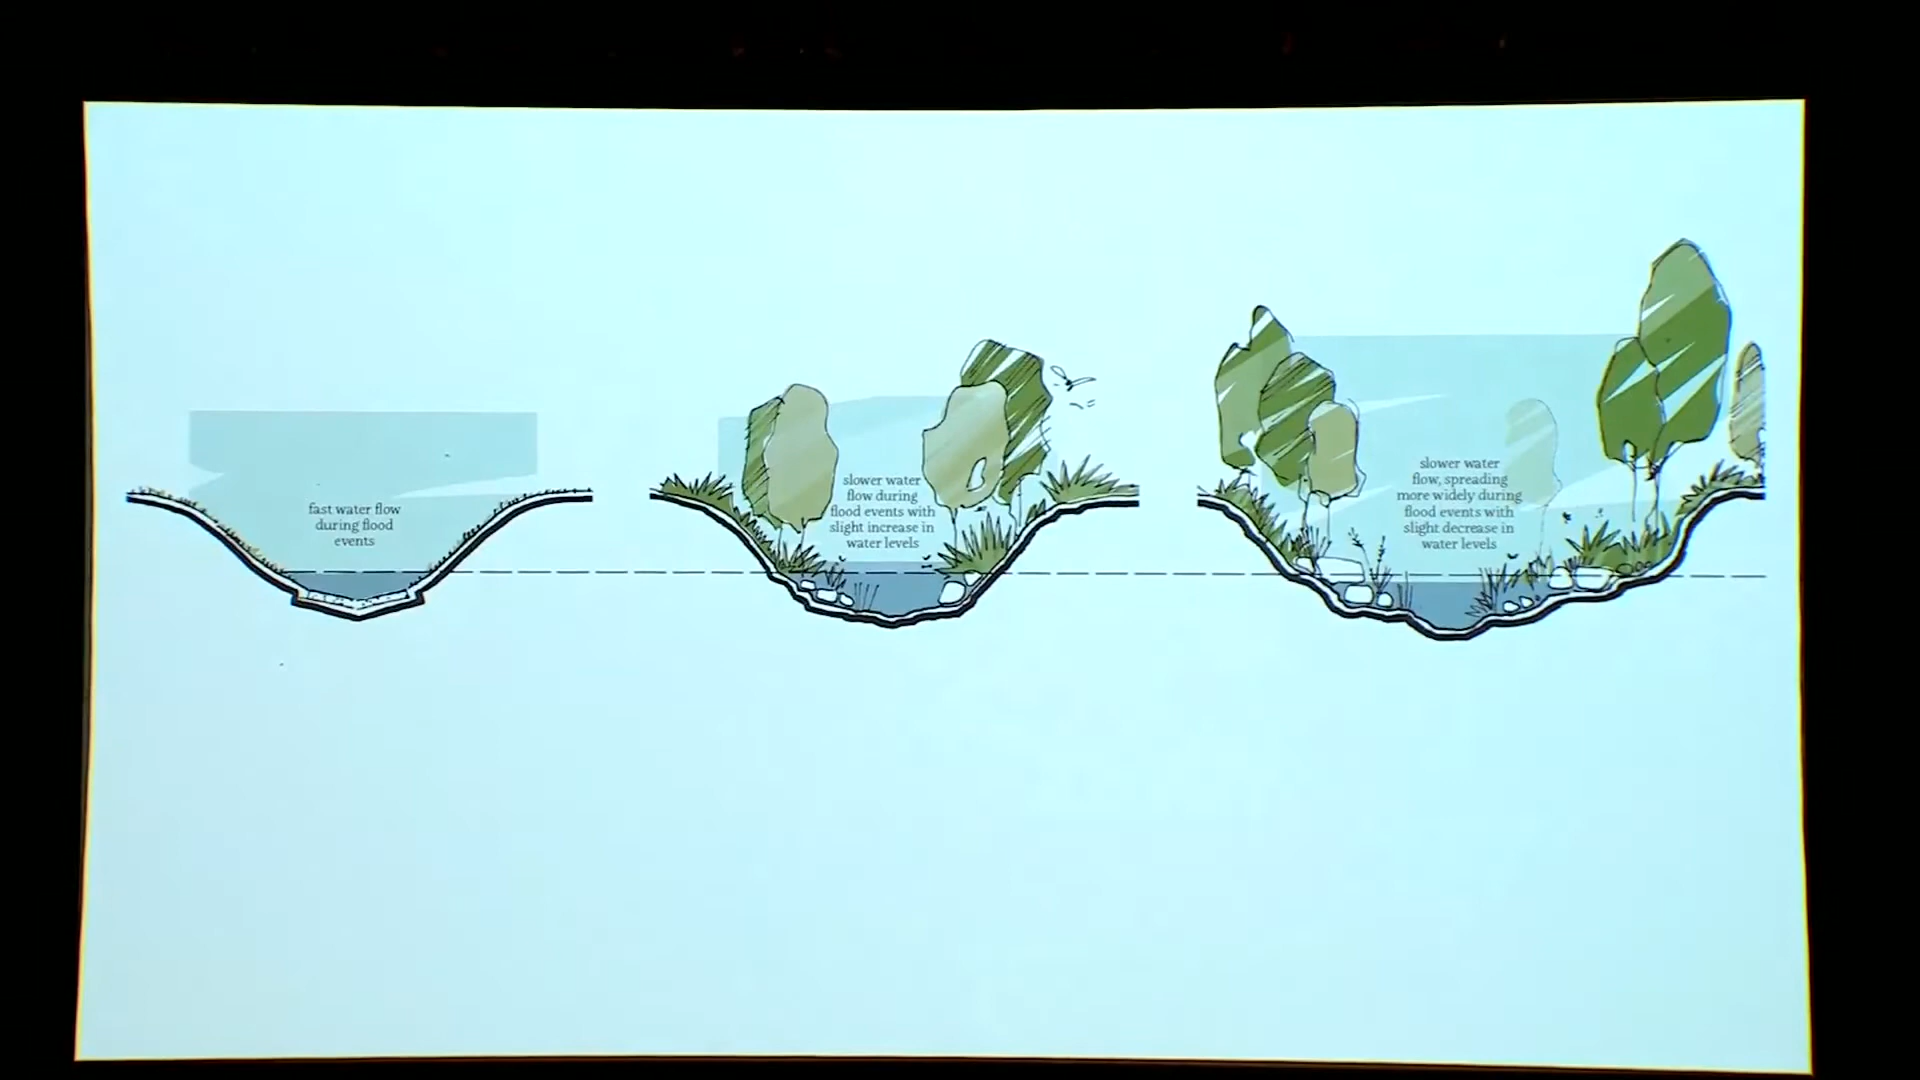 fast water flow
during flood
events
slower water
flow during
flood events with
slight increase in
water levels
slower water
flow, spreading
more widely during
flood events with
slight decrease in
water levels